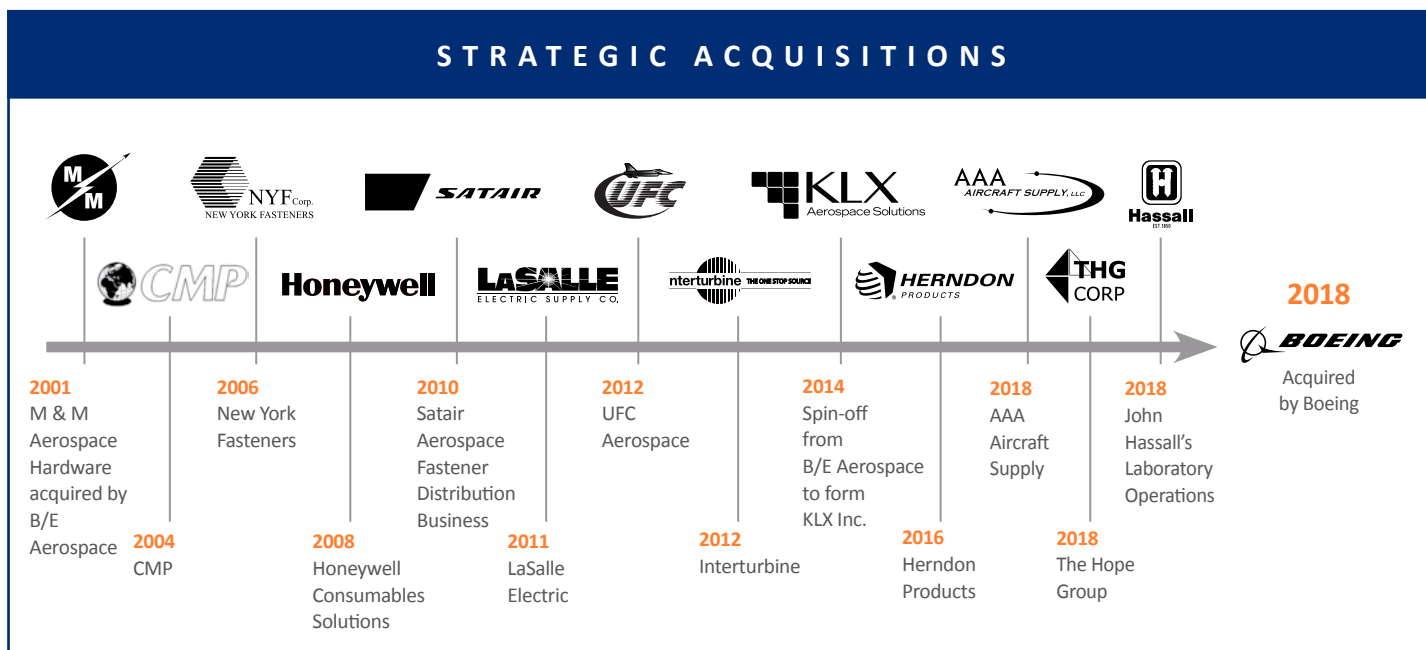 STRATEGIC ACQUISITIONS
M
M
NYF Corp.
NEW YORK FASTENERS
SATAIR
UFC
KLX
Aerospace Solutions
AAA
AIRCRAFT SUPPLY, LLC
H
Hassall
EST. 1850
CMP
Honeywell
LASALLE
ELECTRIC SUPPLY CO.
nterturbine THE ONE STOP SOURCE
HERNDON
® PRODUCTS
THG
CORP
2018
BOEING
Acquired
by Boeing
2001
M & M
Aerospace
Hardware
acquired by
B/E
Aerospace
2004
CMP
2006
New York
Fasteners
2008
Honeywell
Consumables
Solutions
2010
Satair
Aerospace
Fastener
Distribution
Business
2011
LaSalle
Electric
2012
UFC
Aerospace
2012
Interturbine
2014
Spin-off
from
B/E Aerospace
to form
KLX Inc.
2016
Herndon
Products
2018
AAA
Aircraft
Supply
2018
The Hope
Group
2018
John
Hassall’s
Laboratory
Operations